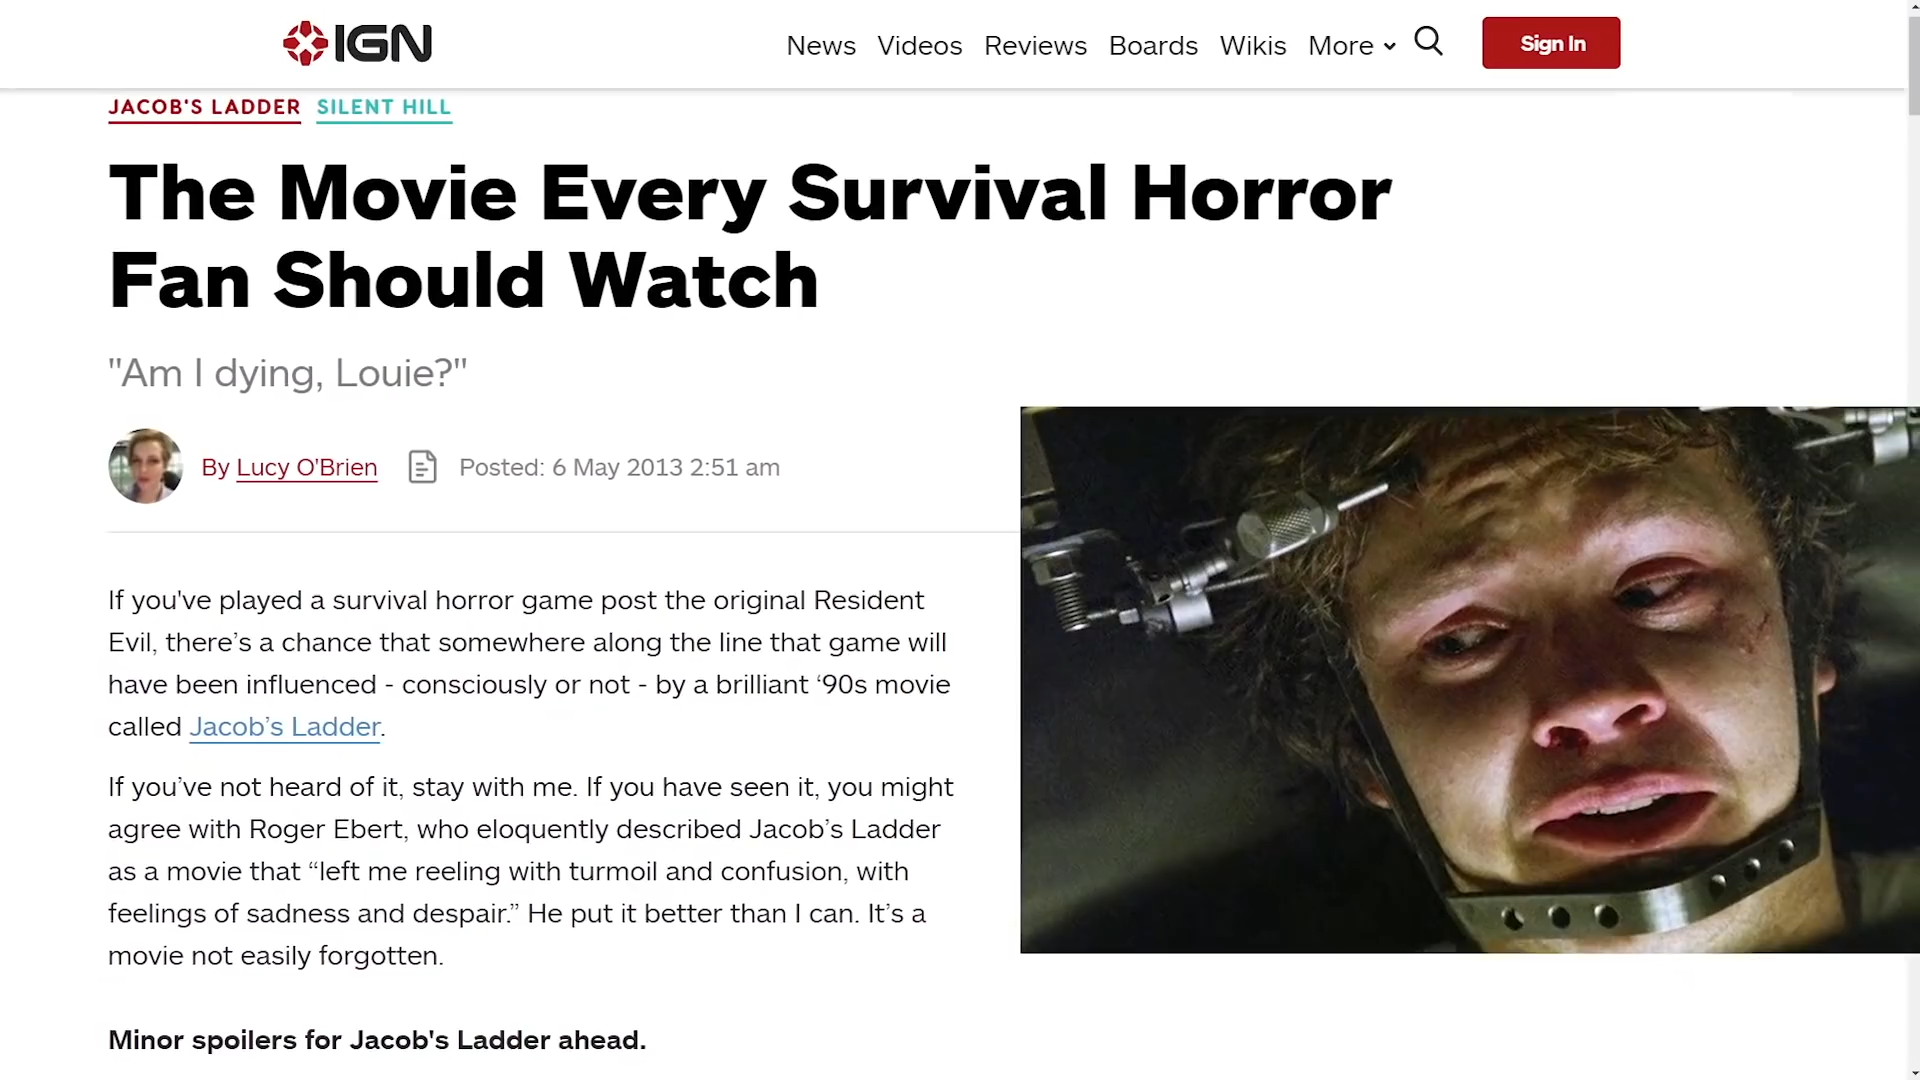 IGN
News Videos Reviews Boards Wikis More
Sign In
JACOB'S LADDER SILENT HILL
The Movie Every Survival Horror
Fan Should Watch
"Am I dying, Louie?"
By Lucy O'Brien Posted: 6 May 2013 2:51 am
If you've played a survival horror game post the original Resident
Evil, there’s a chance that somewhere along the line that game will
have been influenced - consciously or not - by a brilliant ‘90s movie
called Jacob’s Ladder.
If you’ve not heard of it, stay with me. If you have seen it, you might
agree with Roger Ebert, who eloquently described Jacob’s Ladder
as a movie that “left me reeling with turmoil and confusion, with
feelings of sadness and despair.” He put it better than I can. It’s a
movie not easily forgotten.
Minor spoilers for Jacob's Ladder ahead.